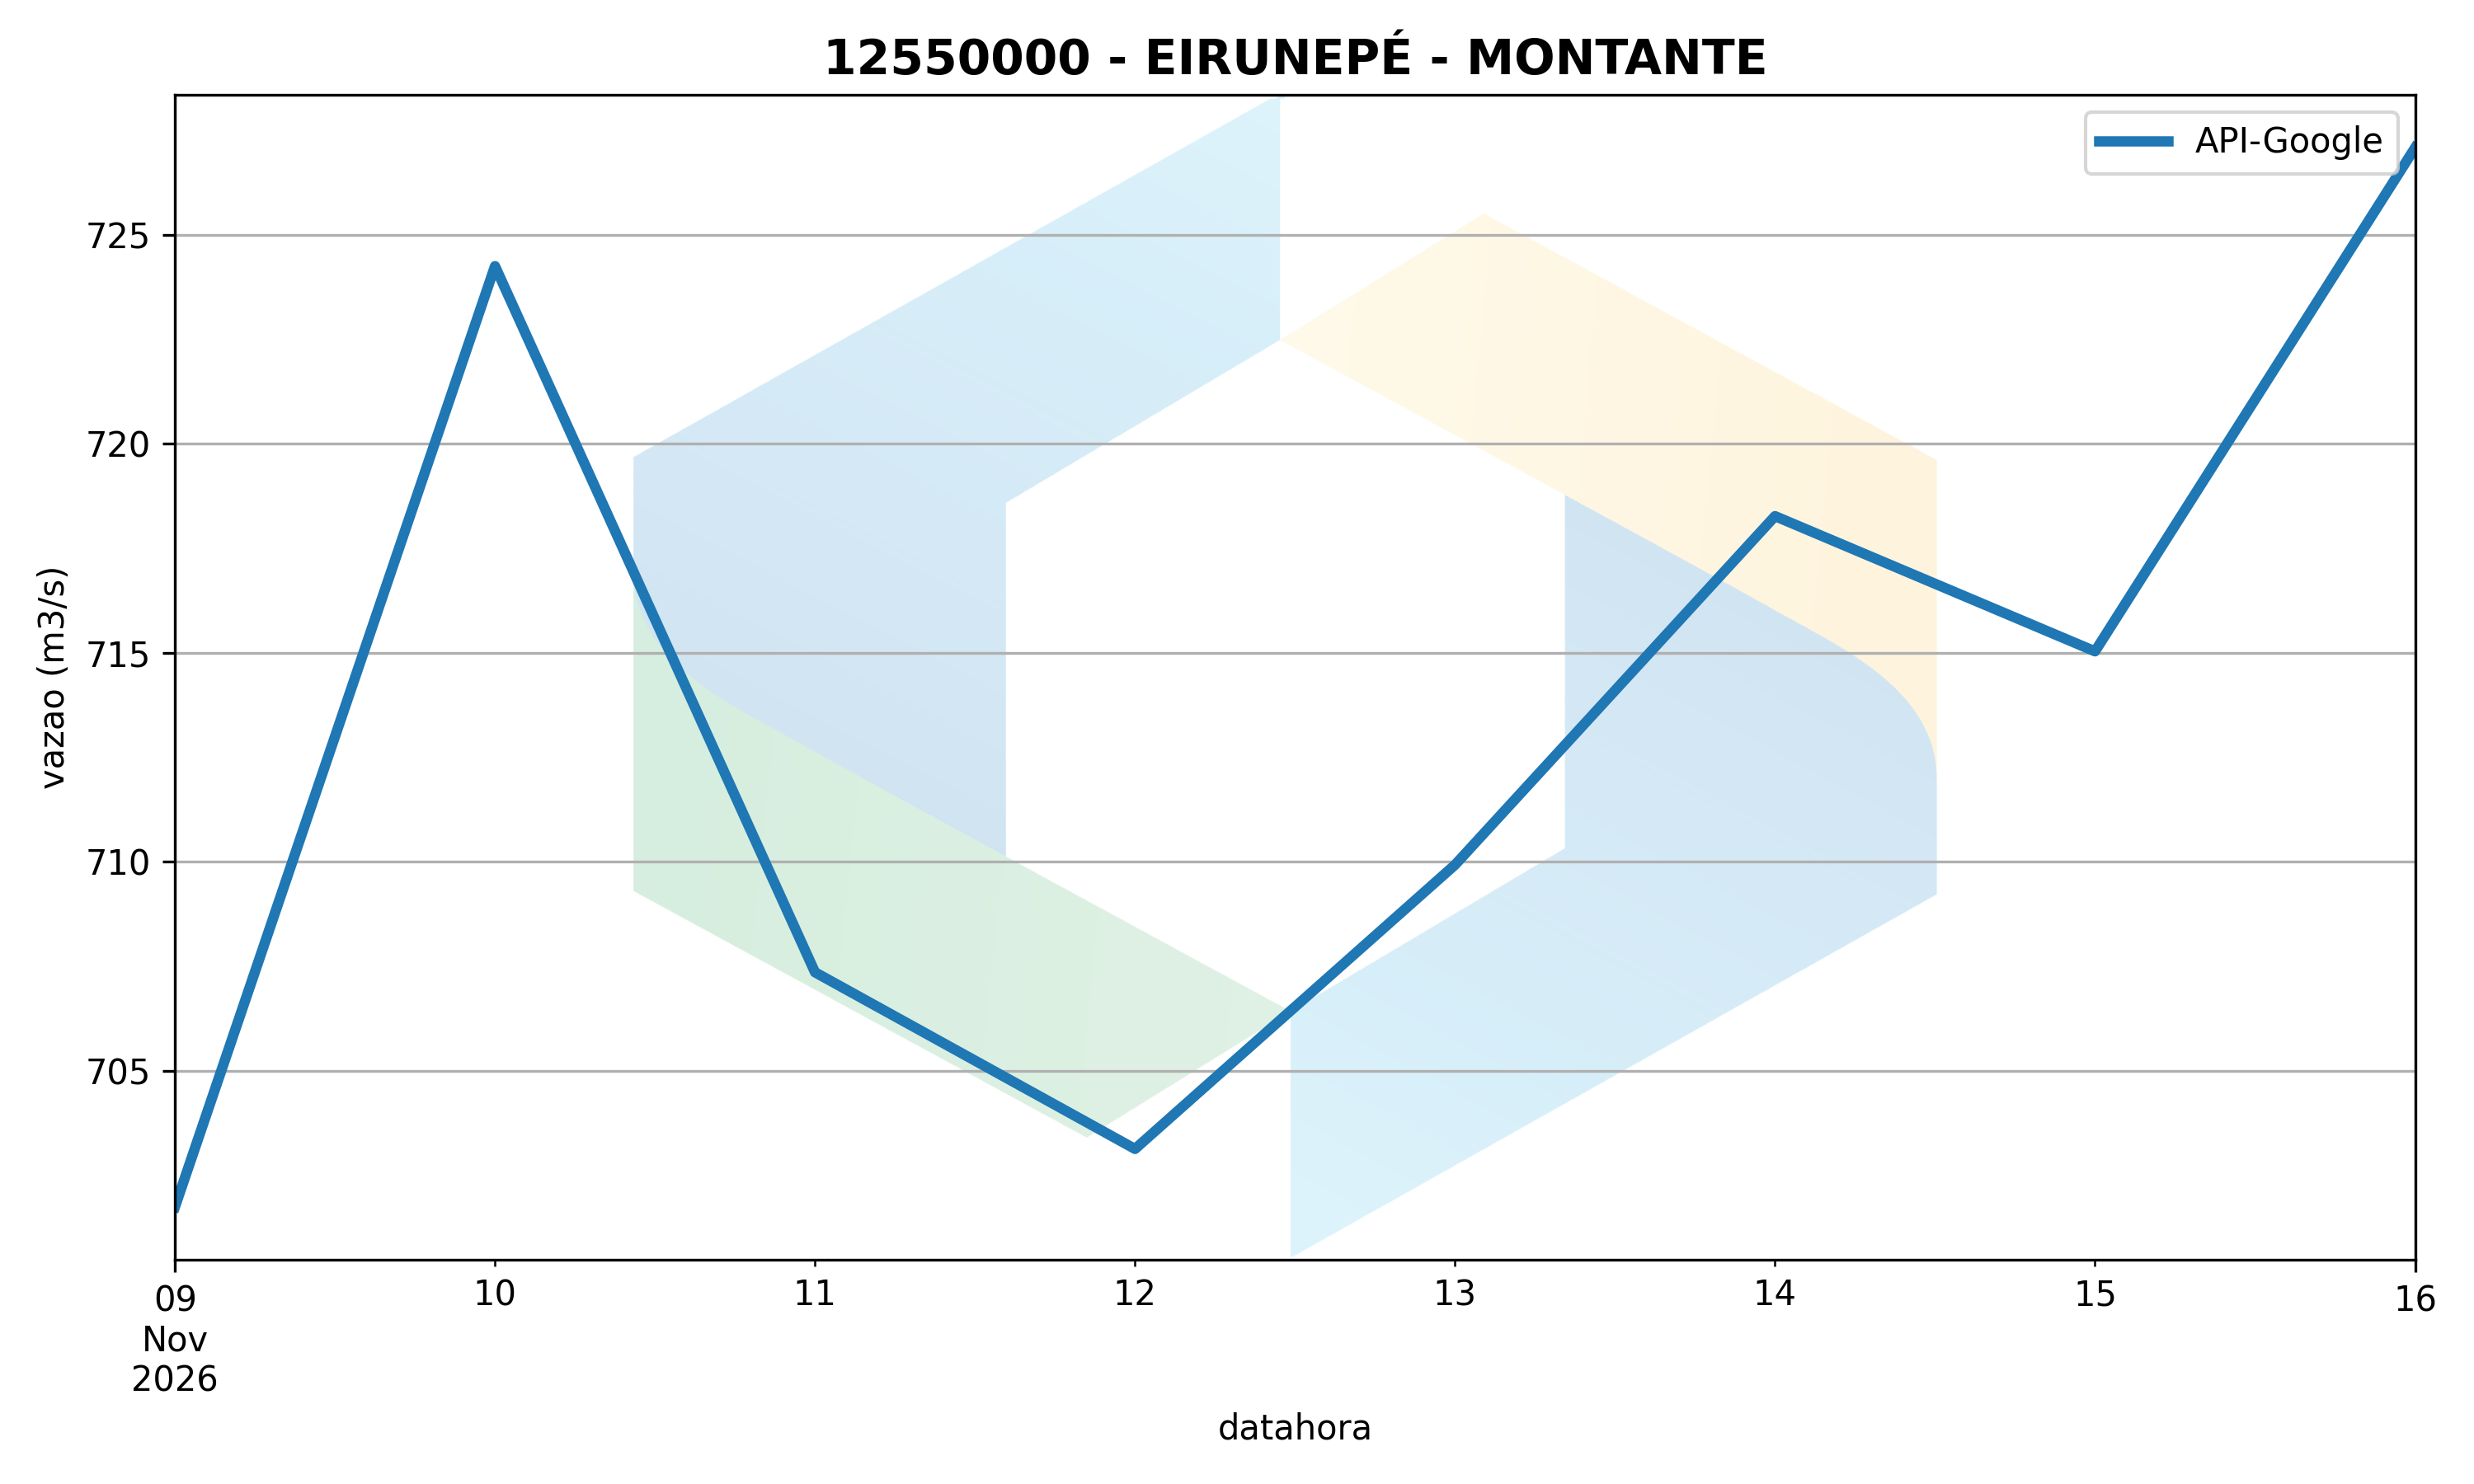 12550000 - EIRUNEPÉ - MONTANTE
API-Google
725
720
715
710
705
vazao (m3/s)
09 10 11 12 13 14 15 16
Nov
2026
datahora